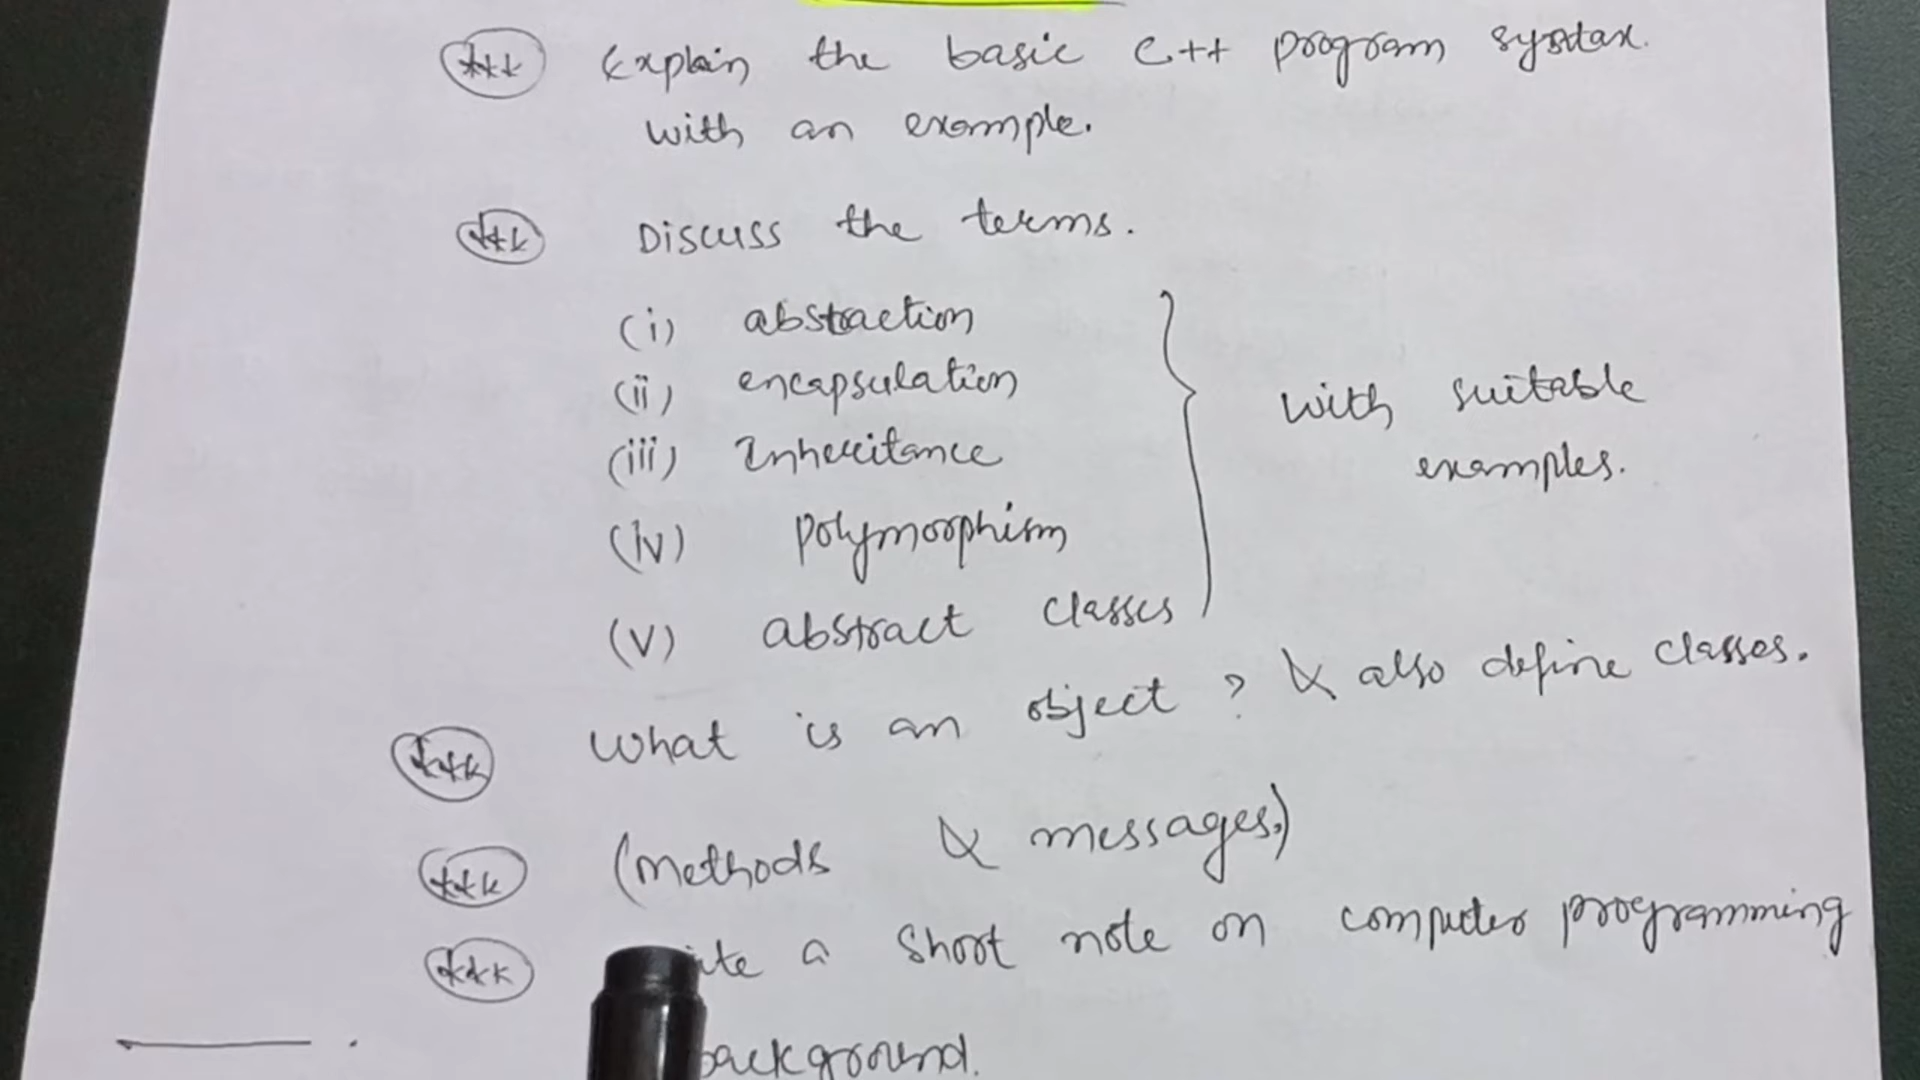 *** Explain the basic C++ program syntax.
with an example.
*** Discuss the terms.
(i) abstraction
(ii) encapsulation
(iii) Inheritance
(iv) polymorphism
(v) abstract classes
with suitable
examples.
*** What is an object ? & also define classes.
*** (Methods & messages.)
*** a short note on computer programming
background.